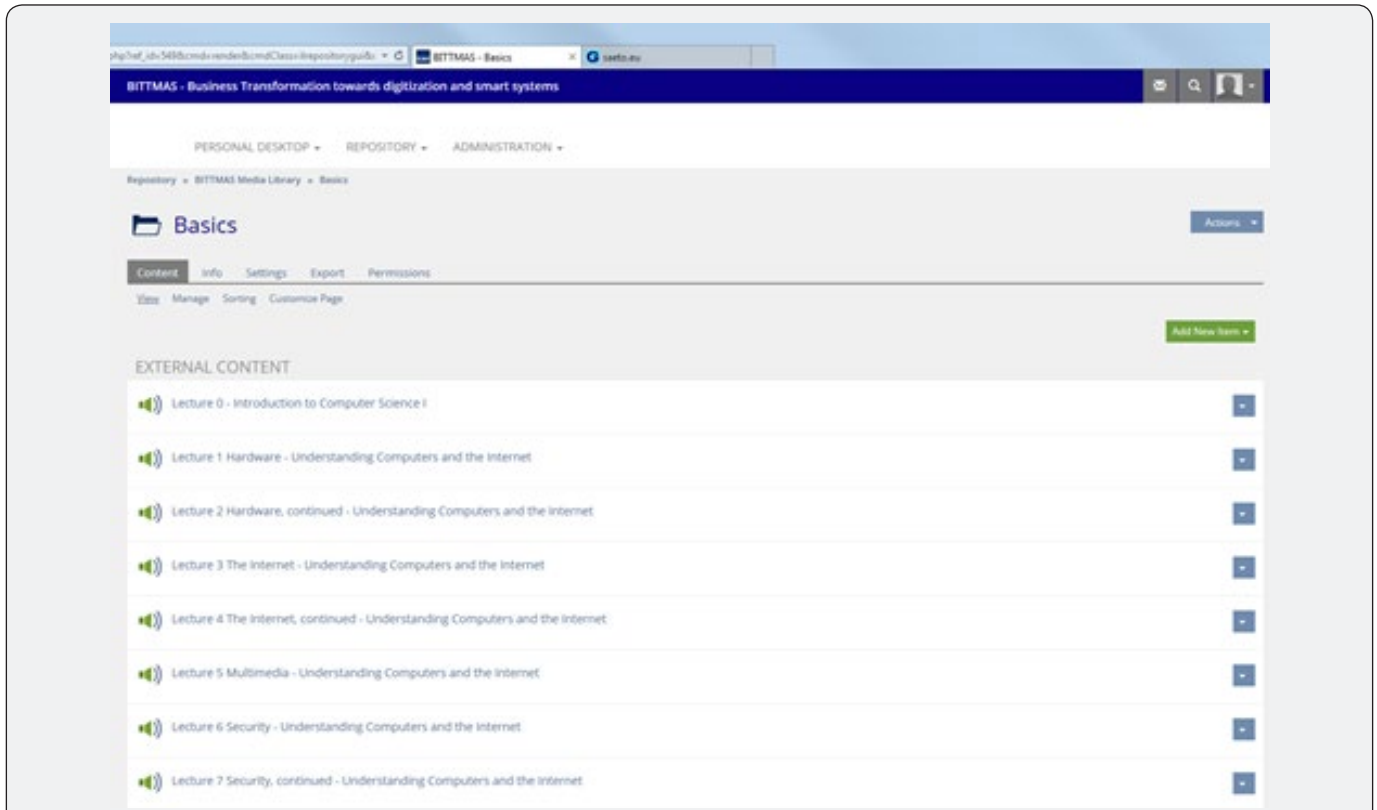 BITTMAS - Basics
seeto.eu
BITTMAS - Business Transformation towards digitization and smart systems
PERSONAL DESKTOP REPOSITORY ADMINISTRATION
Repository » BITTMAS Media Library » Basics
Basics
Actions
Content Info Settings Export Permissions
View Manage Sorting Customize Page
Add New Item
EXTERNAL CONTENT
Lecture 0 - Introduction to Computer Science I
Lecture 1 Hardware - Understanding Computers and the Internet
Lecture 2 Hardware, continued - Understanding Computers and the Internet
Lecture 3 The Internet - Understanding Computers and the Internet
Lecture 4 The Internet, continued - Understanding Computers and the Internet
Lecture 5 Multimedia - Understanding Computers and the Internet
Lecture 6 Security - Understanding Computers and the Internet
Lecture 7 Security, continued - Understanding Computers and the Internet